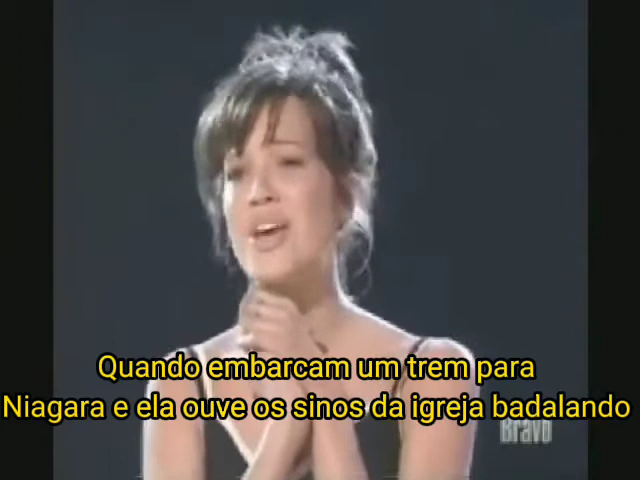 Quando embarcam um trem para
Niagara e ela ouve os sinos da igreja badalando
Bravo